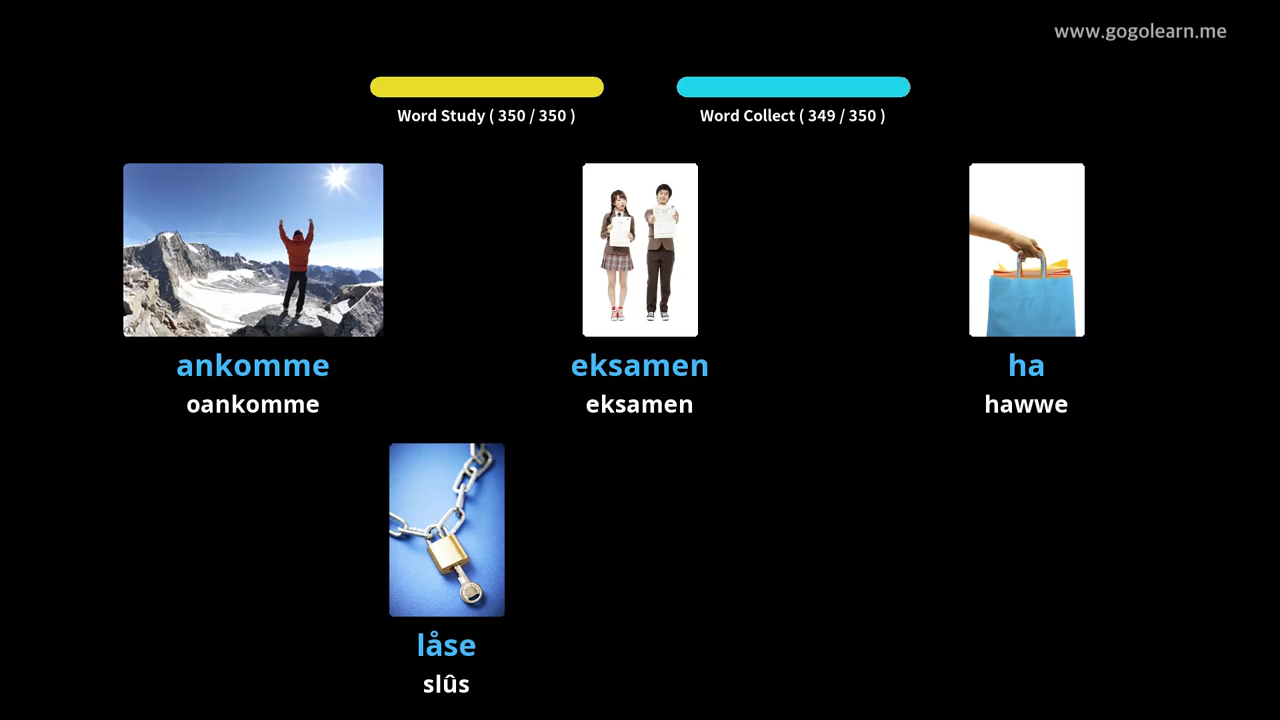 www.gogolearn.me
Word Study ( 350 / 350 )
Word Collect ( 349 / 350 )
ankomme
oankomme
eksamen
eksamen
ha
hawwe
låse
slûs